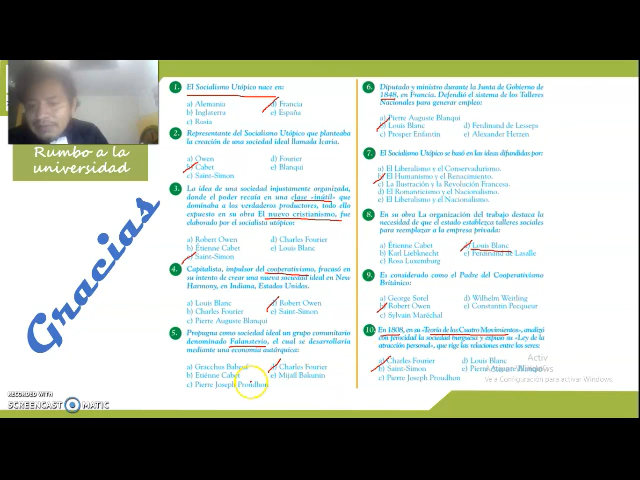 Rumbo a la
universidad
Gracias
1. El Socialismo Utópico nace en:
a) Alemania
d) Francia
b) Inglaterra
e) España
c) Rusia
2. Representante del Socialismo Utópico que planteaba
la creación de una sociedad ideal llamada Icaria.
a) Owen
d) Fourier
b) Cabet
e) Blanqui
c) Saint-Simon
3. La idea de una sociedad injustamente organizada,
donde el poder recaía en una clase «inútil» que
dominaba a los verdaderos productores, todo ello
expuesto en su obra El nuevo cristianismo, fue
elaborado por el socialista utópico:
a) Robert Owen
d) Charles Fourier
b) Étienne Cabet
e) Louis Blanc
c) Saint-Simon
4. Capitalista, impulsor del cooperativismo, fracasó en
su intento de crear una nueva sociedad ideal en New
Harmony, en Indiana, Estados Unidos.
a) Louis Blanc
d) Robert Owen
b) Charles Fourier
e) Saint-Simon
c) Pierre Auguste Blanqui
5. Propugna como sociedad ideal un grupo comunitario
denominado Falansterio, el cual se desarrollaría
mediante una economía autárquica:
a) Gracchus Babeuf
d) Charles Fourier
b) Etiénne Cabet
e) Mijail Bakunin
c) Pierre Joseph Proudhon
6. Diputado y ministro durante la Junta de Gobierno de
1848, en Francia. Defendió el sistema de los Talleres
Nacionales para generar empleo:
a) Pierre Auguste Blanqui
b) Louis Blanc
d) Ferdinand de Lesseps
c) Prosper Enfantin
e) Alexander Herzen
7. El Socialismo Utópico se basó en las ideas difundidas por:
a) El Liberalismo y el Conservadurismo.
b) El Humanismo y el Renacimiento.
c) La Ilustración y la Revolución Francesa.
d) El Romanticismo y el Nacionalismo.
e) El Liberalismo y el Nacionalismo.
8. En su obra La organización del trabajo destaca la
necesidad de que el estado establezca talleres sociales
para reemplazar a la empresa privada:
a) Étienne Cabet
d) Louis Blanc
b) Karl Liebknecht
e) Ferdinand de Lasalle
c) Rosa Luxemburg
9. Es considerado como el Padre del Cooperativismo
Británico:
a) George Sorel
d) Wilhelm Weitling
b) Robert Owen
e) Constantin Pecqueur
c) Sylvain Maréchal
10. En 1808, en su «Teoría de los Cuatro Movimientos», analizó
con ferocidad la sociedad burguesa y expuso su «Ley de la
atracción personal», que rige las relaciones entre los seres:
a) Charles Fourier
d) Louis Blanc
b) Saint-Simon
c) Pierre Joseph Proudhon
Activ
Ve a Configuración para activar Windows.
RECORDED WITH
SCREENCAST MATIC